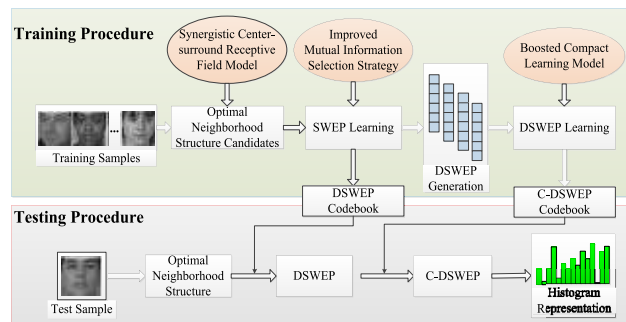 Training Procedure
Synergistic Center-
surround Receptive
Field Model
Improved
Mutual Information
Selection Strategy
Boosted Compact
Learning Model
...
Training Samples
Optimal
Neighborhood
Structure Candidates
SWEP Learning
DSWEP
Generation
DSWEP Learning
DSWEP
Codebook
C-DSWEP
Codebook
Testing Procedure
Test Sample
Optimal
Neighborhood
Structure
DSWEP
C-DSWEP
Histogram
Representation